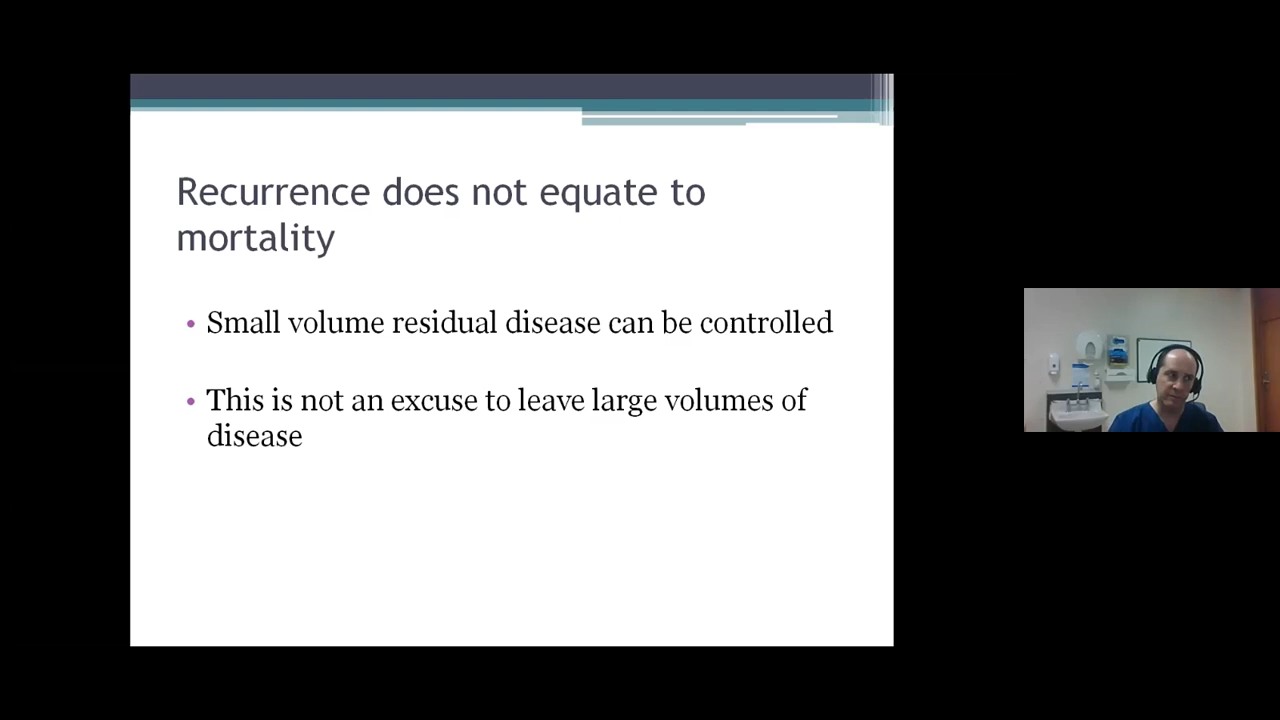 Recurrence does not equate to
mortality
• Small volume residual disease can be controlled
• This is not an excuse to leave large volumes of
disease